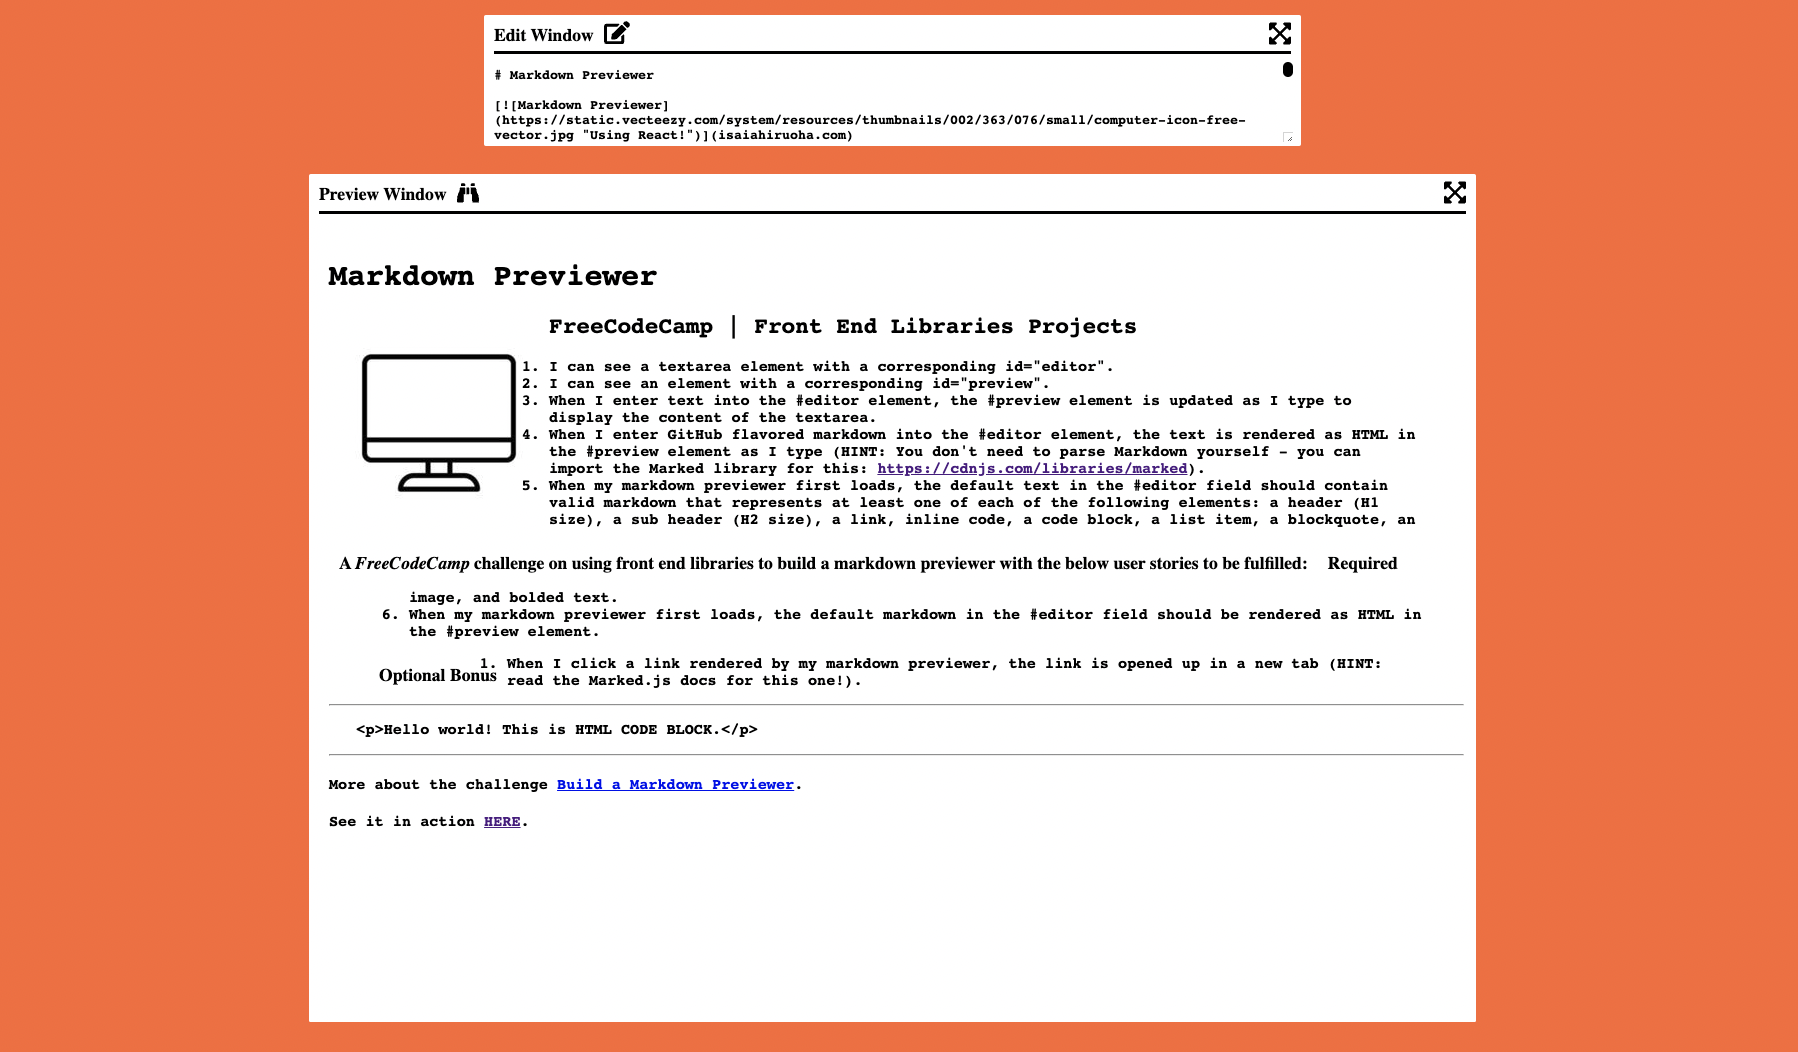 Edit Window
# Markdown Previewer
[![Markdown Previewer]
(https://static.vecteezy.com/system/resources/thumbnails/002/363/076/small/computer-icon-free-
vector.jpg "Using React!")](isaiahiruoha.com)
Preview Window
Markdown Previewer
FreeCodeCamp | Front End Libraries Projects
1. I can see a textarea element with a corresponding id="editor".
2. I can see an element with a corresponding id="preview".
3. When I enter text into the #editor element, the #preview element is updated as I type to
display the content of the textarea.
4. When I enter GitHub flavored markdown into the #editor element, the text is rendered as HTML in
the #preview element as I type (HINT: You don't need to parse Markdown yourself - you can
import the Marked library for this: https://cdnjs.com/libraries/marked).
5. When my markdown previewer first loads, the default text in the #editor field should contain
valid markdown that represents at least one of each of the following elements: a header (H1
size), a sub header (H2 size), a link, inline code, a code block, a list item, a blockquote, an
A FreeCodeCamp challenge on using front end libraries to build a markdown previewer with the below user stories to be fulfilled: Required
image, and bolded text.
6. When my markdown previewer first loads, the default markdown in the #editor field should be rendered as HTML in
the #preview element.
Optional Bonus
1. When I click a link rendered by my markdown previewer, the link is opened up in a new tab (HINT:
read the Marked.js docs for this one!).
<p>Hello world! This is HTML CODE BLOCK.</p>
More about the challenge Build a Markdown Previewer.
See it in action HERE.